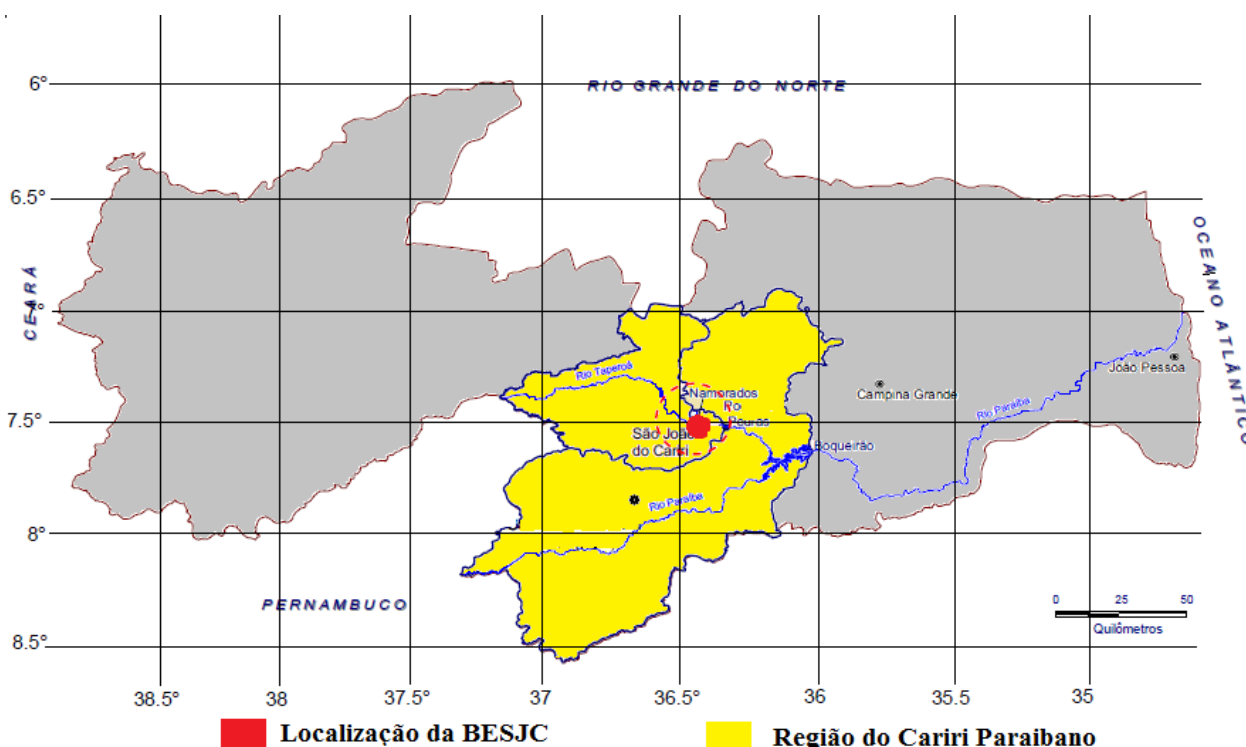 6°
RIO GRANDE DO NORTE
6.5°
CEARÁ
OCEANO ATLÂNTICO
7°
João Pessoa
Rio Taperoá
Campina Grande
Namorados
Rio Paraíba
7.5°
São João
do Cariri
Boqueirão
Rio Paraíba
8°
PERNAMBUCO
0 25 50
Quilômetros
8.5°
38.5° 38 37.5° 37 36.5° 36 35.5° 35
Localização da BESJC
Região do Cariri Paraibano